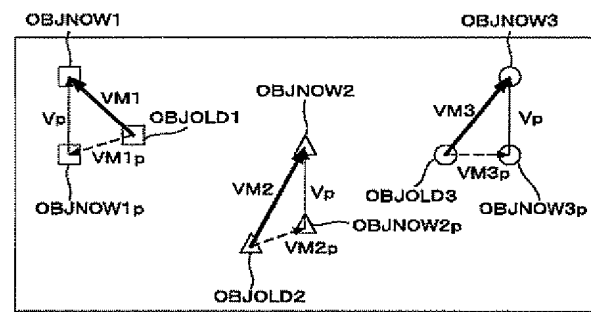 OBJNOW1
OBJNOW3
OBJNOW2
VM1
Vp
OBJOLD1
VM1p
VM3
Vp
VM2
Vp
OBJNOW1p
OBJOLD3
VM3p
OBJNOW3p
OBJNOW2p
VM2p
OBJOLD2